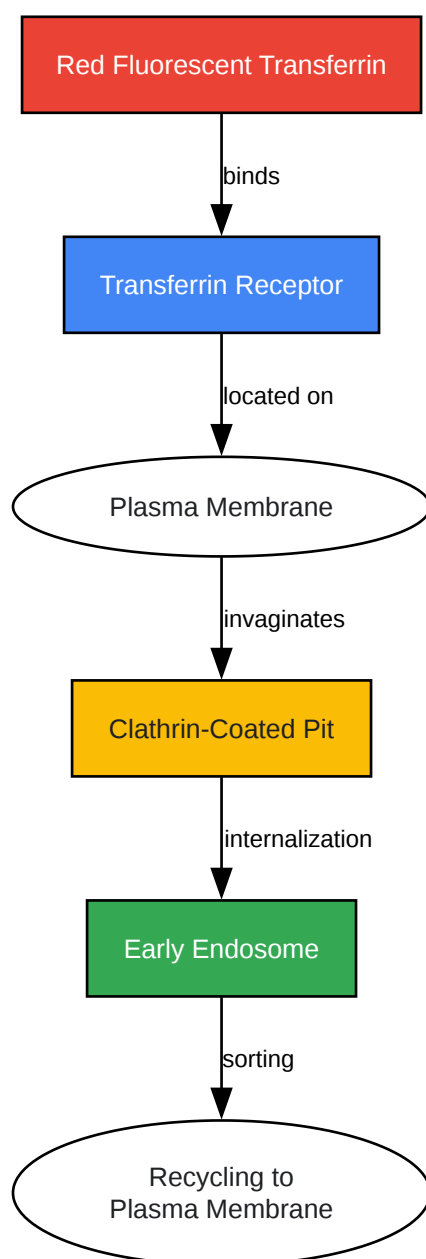 Red Fluorescent Transferrin
binds
Transferrin Receptor
located on
Plasma Membrane
invaginates
Clathrin-Coated Pit
internalization
Early Endosome
sorting
Recycling to
Plasma Membrane